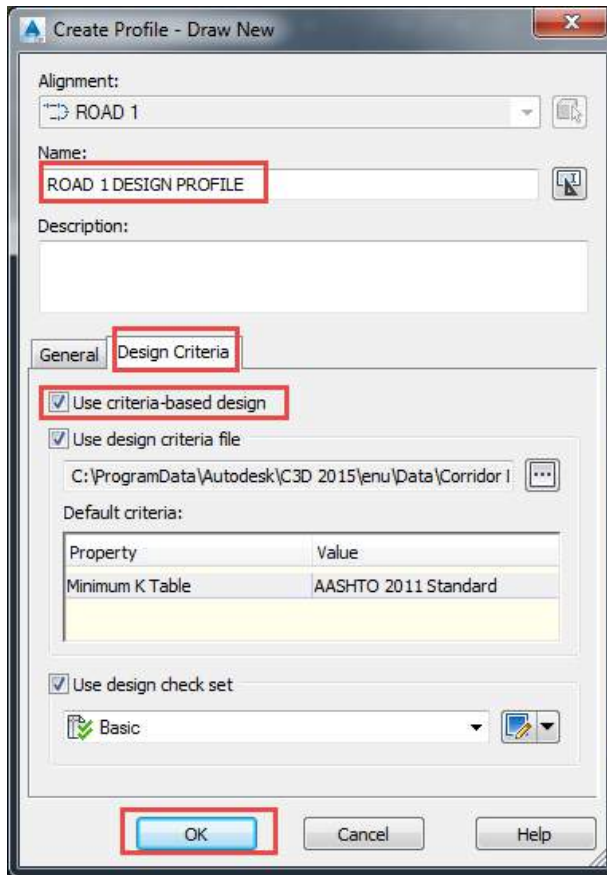 Create Profile - Draw New
Alignment:
ROAD 1
Name:
ROAD 1 DESIGN PROFILE
Description:
General Design Criteria
Use criteria-based design
Use design criteria file
C:\ProgramData\Autodesk\C3D 2015\enu\Data\Corridor
Default criteria:
Property Value
Minimum K Table AASHTO 2011 Standard
Use design check set
Basic
OK Cancel Help